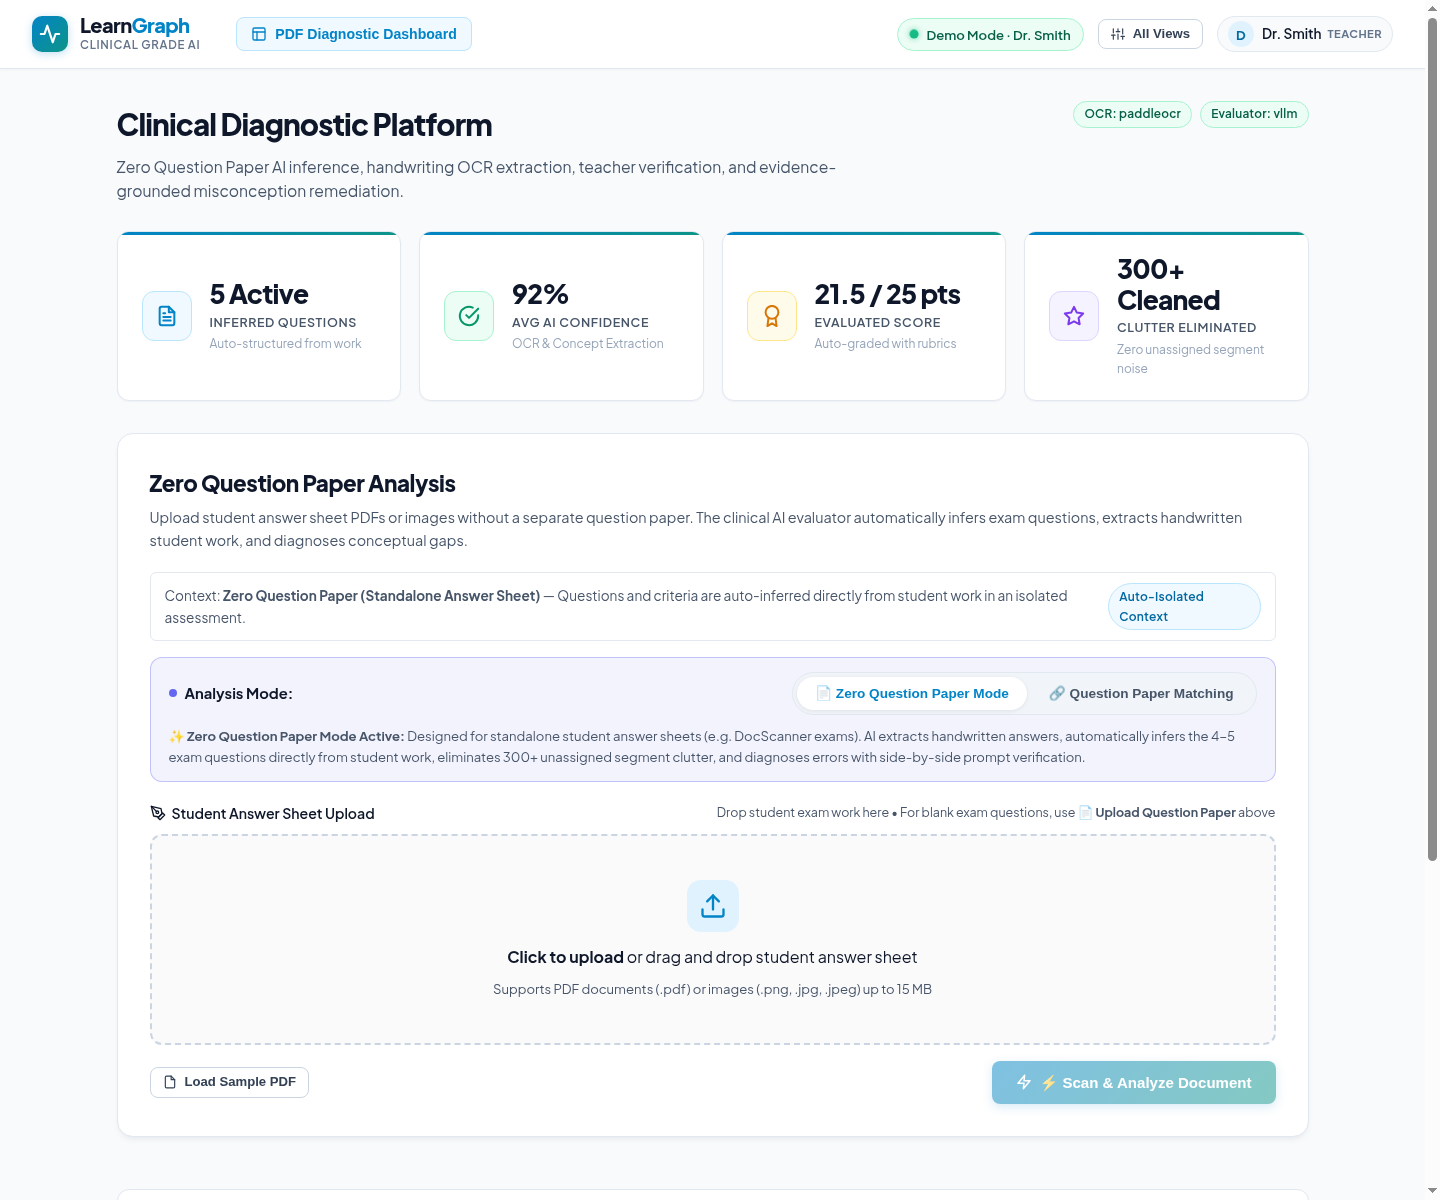 LearnGraph
CLINICAL GRADE AI
PDF Diagnostic Dashboard
Demo Mode · Dr. Smith
All Views
D
Dr. Smith TEACHER
Clinical Diagnostic Platform
OCR: paddleocr
Evaluator: vllm
Zero Question Paper AI inference, handwriting OCR extraction, teacher verification, and evidence-
grounded misconception remediation.
5 Active
INFERRED QUESTIONS
Auto-structured from work
92%
AVG AI CONFIDENCE
OCR & Concept Extraction
21.5 / 25 pts
EVALUATED SCORE
Auto-graded with rubrics
300+
Cleaned
CLUTTER ELIMINATED
Zero unassigned segment
noise
Zero Question Paper Analysis
Upload student answer sheet PDFs or images without a separate question paper. The clinical AI evaluator automatically infers exam questions, extracts handwritten
student work, and diagnoses conceptual gaps.
Context: Zero Question Paper (Standalone Answer Sheet) — Questions and criteria are auto-inferred directly from student work in an isolated
assessment.
Auto-Isolated
Context
Analysis Mode:
📄 Zero Question Paper Mode
🔗 Question Paper Matching
✨ Zero Question Paper Mode Active: Designed for standalone student answer sheets (e.g. DocScanner exams). AI extracts handwritten answers, automatically infers the 4–5
exam questions directly from student work, eliminates 300+ unassigned segment clutter, and diagnoses errors with side-by-side prompt verification.
Student Answer Sheet Upload
Drop student exam work here • For blank exam questions, use 📄 Upload Question Paper above
Click to upload or drag and drop student answer sheet
Supports PDF documents (.pdf) or images (.png, .jpg, .jpeg) up to 15 MB
Load Sample PDF
⚡ Scan & Analyze Document